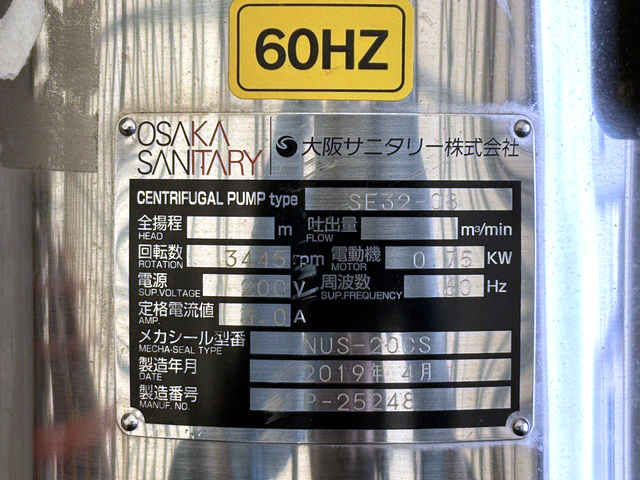 60HZ
OSAKA
SANITARY
大阪サニタリー株式会社
CENTRIFUGAL PUMP type SF32-03
全揚程 HEAD m 吐出量 FLOW m³/min
回転数 ROTATION 3445 rpm 電動機 MOTOR 0.75 KW
電源 SUP.VOLTAGE 200 V 周波数 SUP.FREQUENCY 60 Hz
定格電流値 AMP. A
メカシール型番 MECHA-SEAL TYPE NUS-20CS
製造年月 DATE 2019年 4月
製造番号 MANUF. NO. P-25248